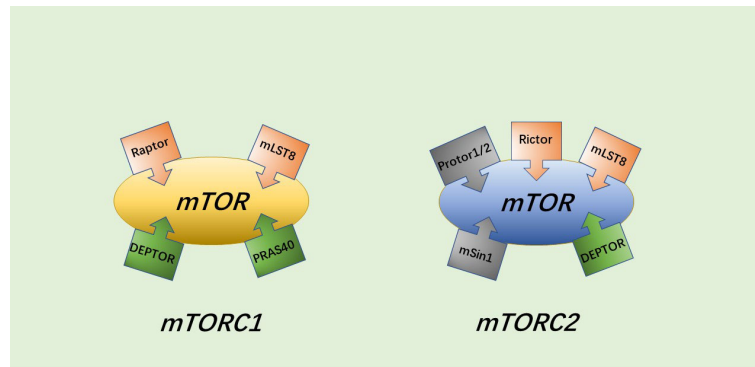 Raptor
mLST8
mTOR
DEPTOR
PRAS40
mTORC1
Protor1/2
Rictor
mLST8
mTOR
mSin1
DEPTOR
mTORC2